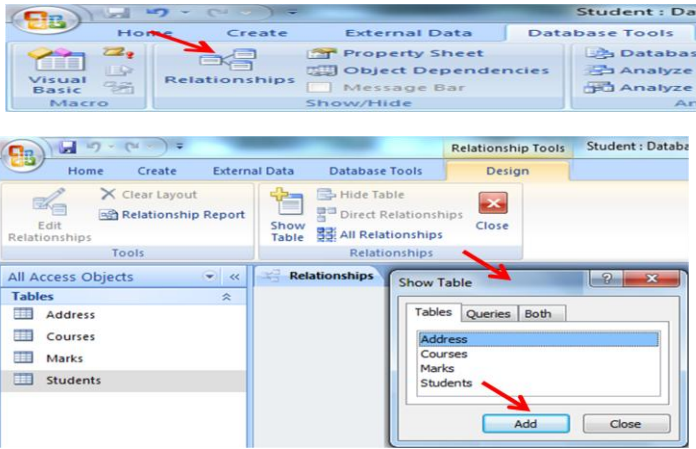 Student : Da
Home Create External Data Database Tools
Visual Basic
Macro
Relationships
Property Sheet
Object Dependencies
Message Bar
Show/Hide
Databas
Analyze
Analyze
An
Relationship Tools Student : Databa
Home Create External Data Database Tools Design
Edit Relationships
Clear Layout
Relationship Report
Tools
Show Table
Hide Table
Direct Relationships
All Relationships
Relationships
Close
All Access Objects
Tables
Address
Courses
Marks
Students
Relationships
Show Table
Tables Queries Both
Address
Courses
Marks
Students
Add Close